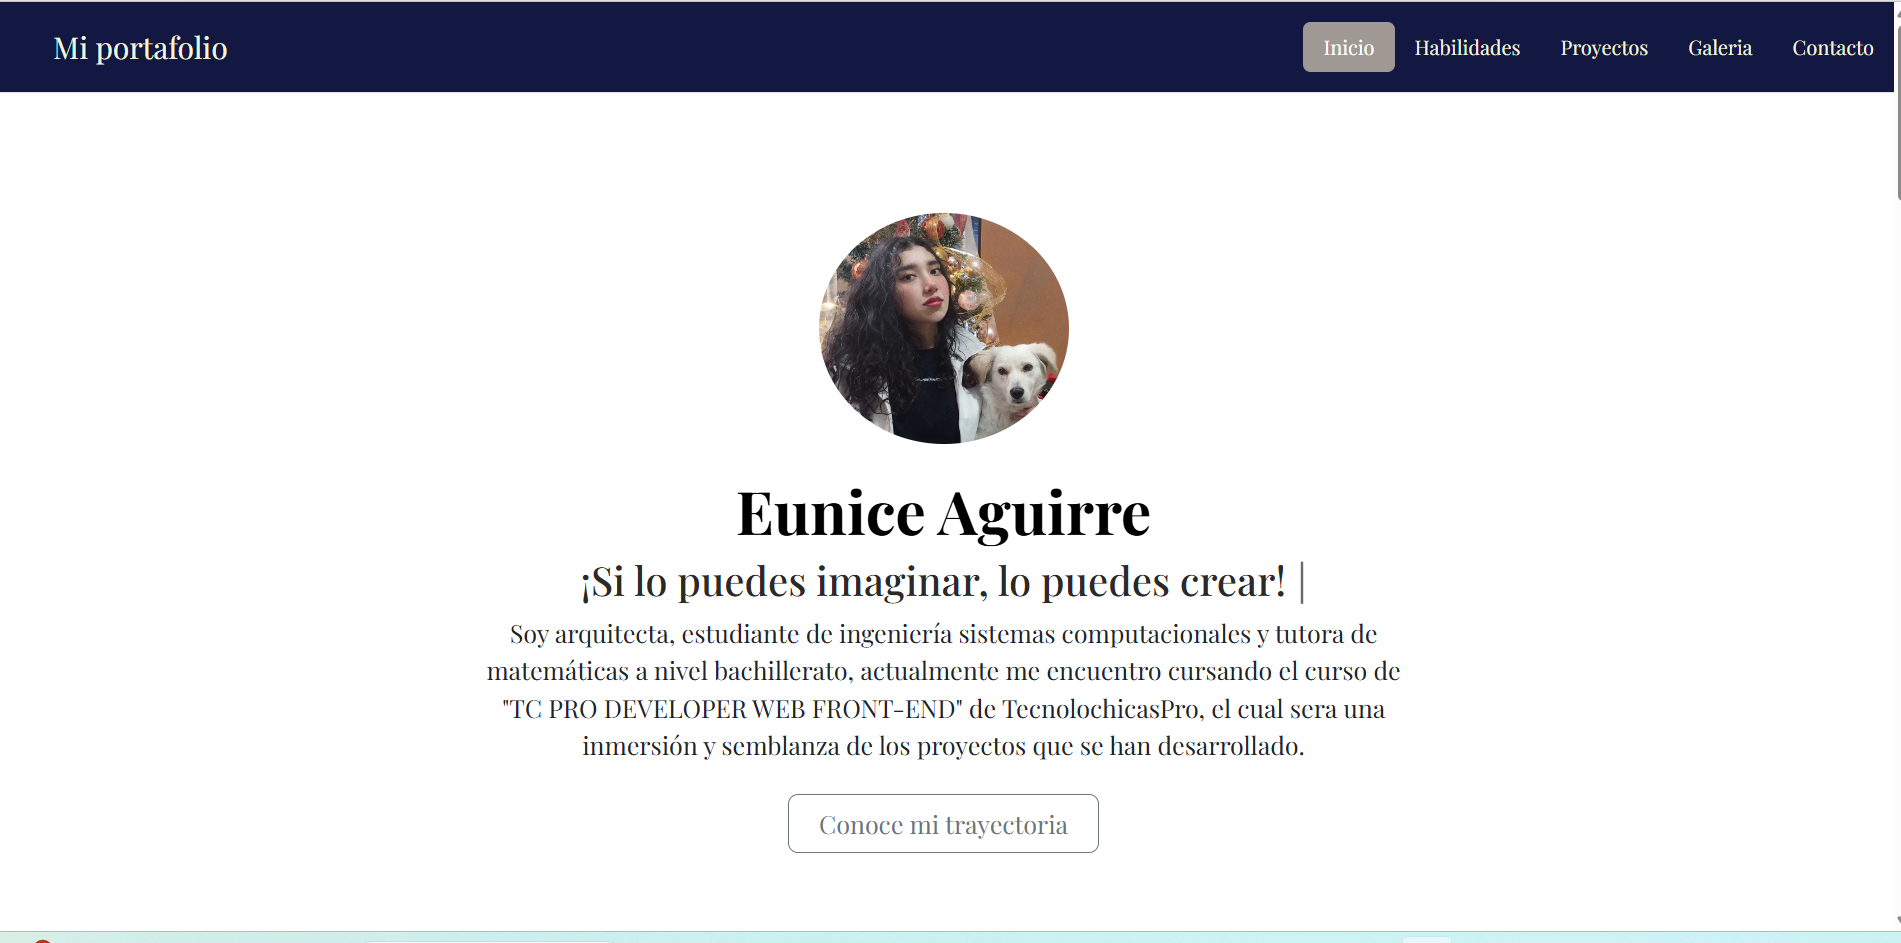 Mi portafolio
Inicio Habilidades Proyectos Galeria Contacto
Eunice Aguirre
¡Si lo puedes imaginar, lo puedes crear! |
Soy arquitecta, estudiante de ingeniería sistemas computacionales y tutora de
matemáticas a nivel bachillerato, actualmente me encuentro cursando el curso de
"TC PRO DEVELOPER WEB FRONT-END" de TecnolochicasPro, el cual sera una
inmersión y semblanza de los proyectos que se han desarrollado.
Conoce mi trayectoria